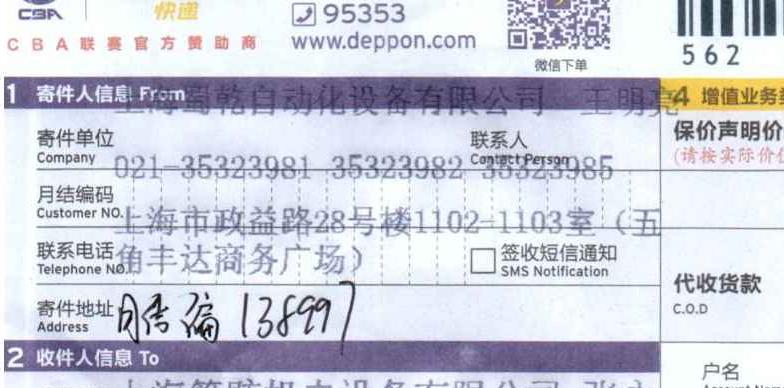 CBA 快递
CBA联赛官方赞助商
95353
www.deppon.com
微信下单
562
1 寄件人信息 From
上海蜀乾自动化设备有限公司 王明亮
4 增值业务
寄件单位
Company
联系人
Contact Person
保价声明价
(请按实际价
021-35323981 35323982 35323985
月结编码
Customer NO.
上海市政益路28号楼1102-1103室（五
角丰达商务广场）
联系电话
Telephone NO.
签收短信通知
SMS Notification
代收货款
C.O.D
寄件地址
Address
138997
2 收件人信息 To
户名